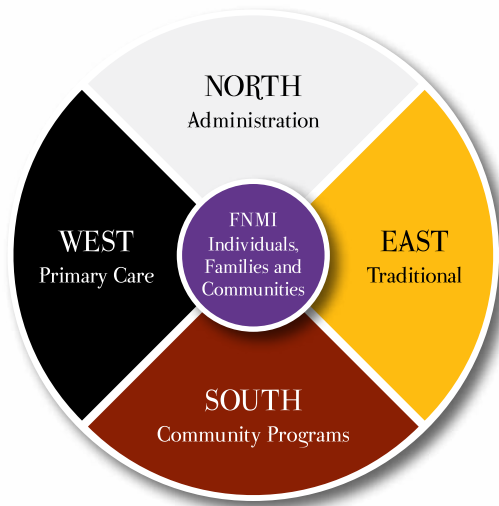 NORTH
Administration
WEST
Primary Care
FNMI
Individuals,
Families and
Communities
EAST
Traditional
SOUTH
Community Programs